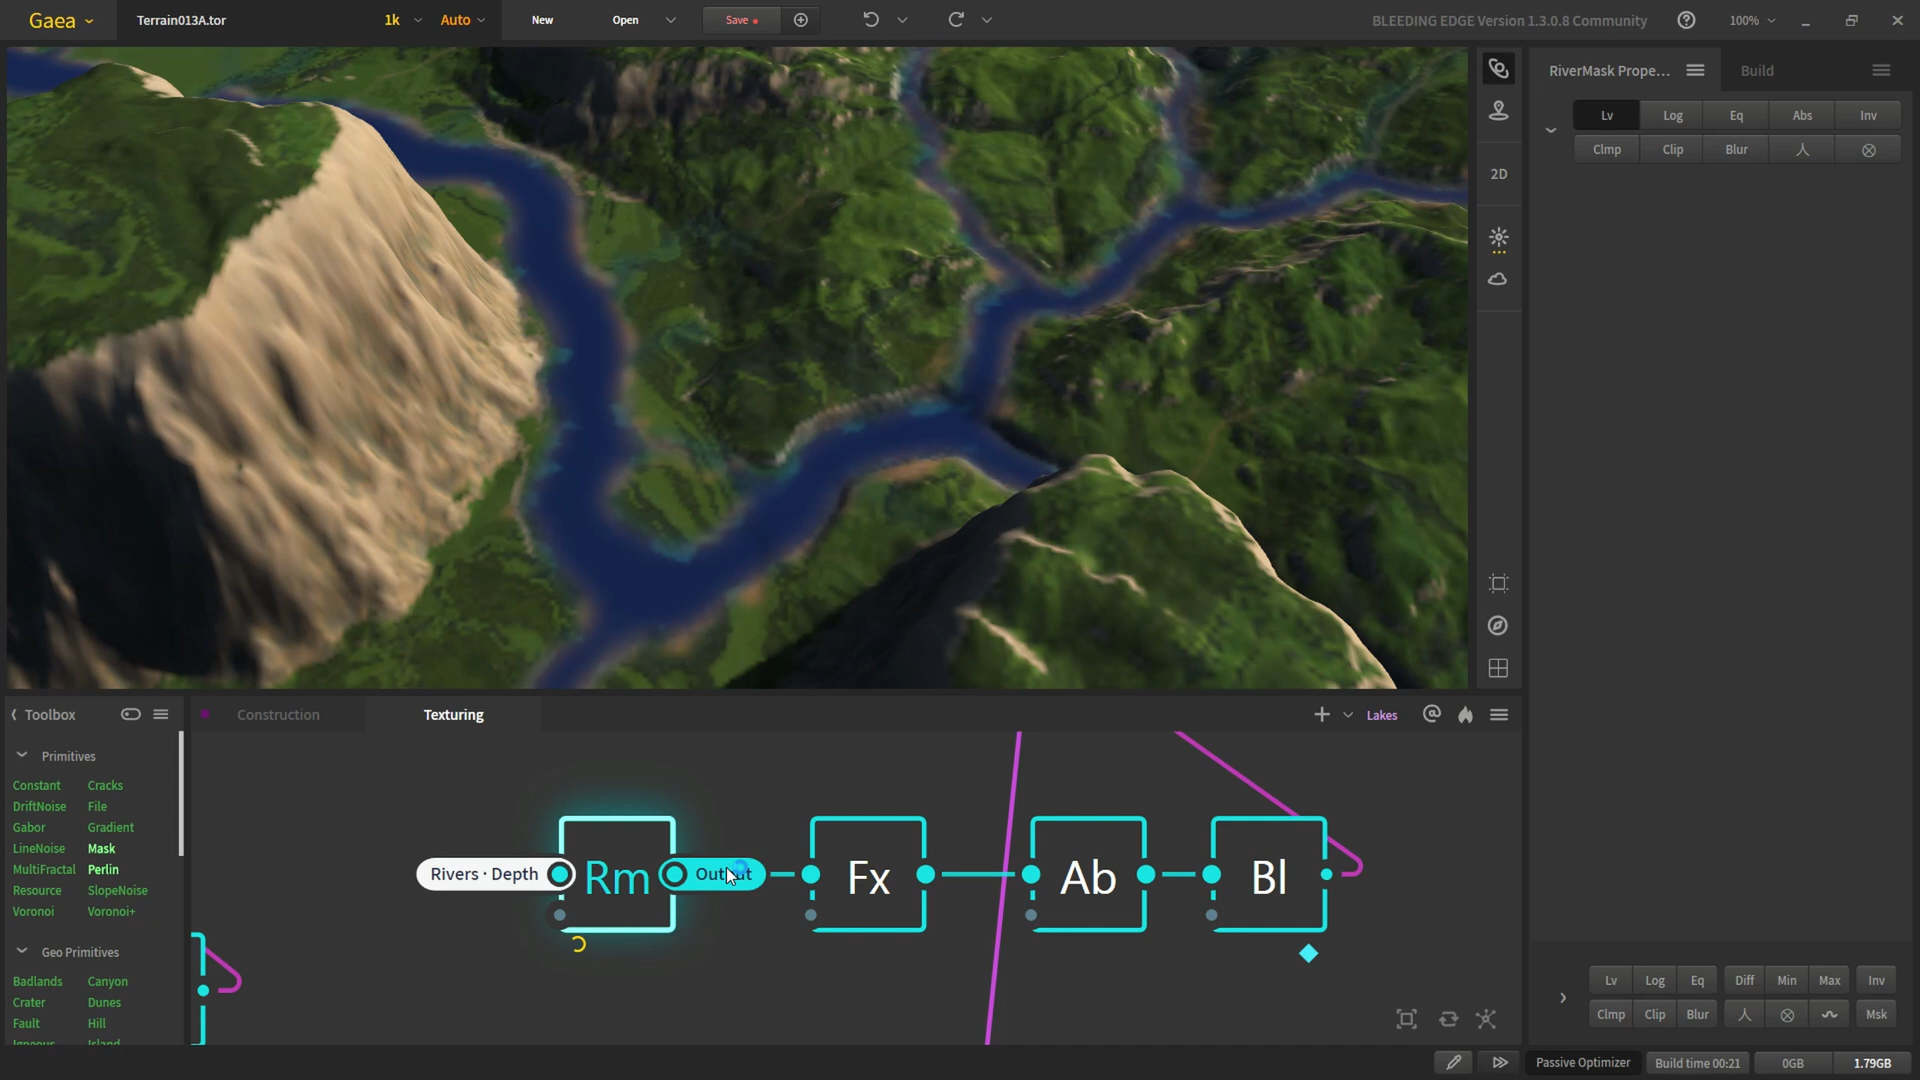 Gaea
Terrain013A.tor
1k
Auto
New
Open
Save
BLEEDING EDGE Version 1.3.0.8 Community
100%
RiverMask Prope...
Build
Lv Log Eq Abs Inv
Clmp Clip Blur
2D
Toolbox
Construction
Texturing
Lakes
Primitives
Constant Cracks
DriftNoise File
Gabor Gradient
LineNoise Mask
MultiFractal Perlin
Resource SlopeNoise
Voronoi Voronoi+
Geo Primitives
Badlands Canyon
Crater Dunes
Fault Hill
Igneous Island
Rivers · Depth
Rm
Output
Fx
Ab
Bl
Lv Log Eq Diff Min Max Inv
Clmp Clip Blur Msk
Passive Optimizer
Build time 00:21
0GB
1.79GB